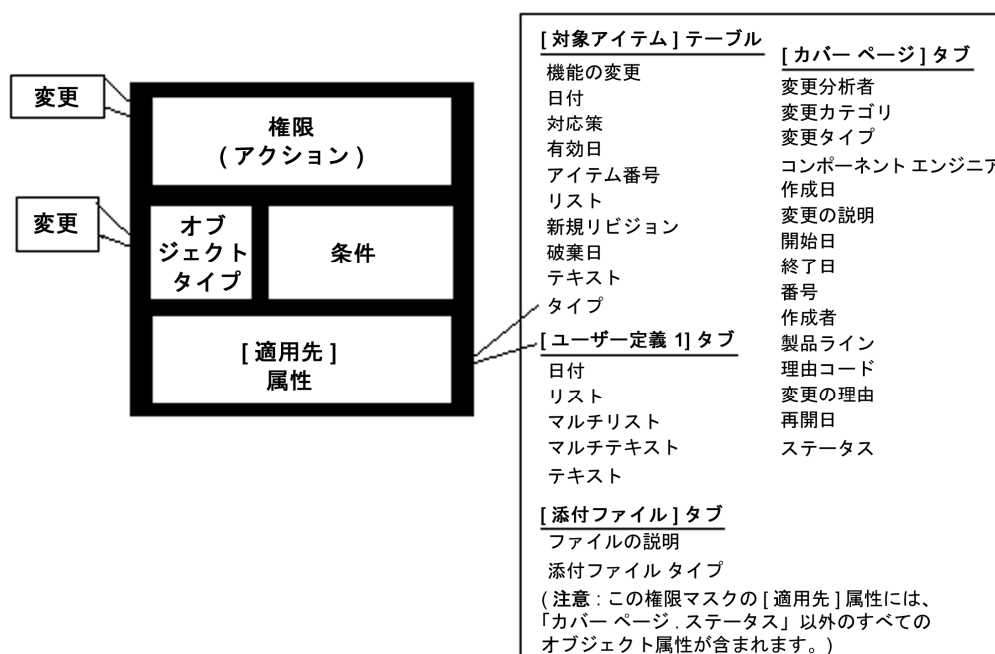 変更
権限
( アクション )
変更
オブ
ジェクト
タイプ
条件
[ 適用先 ]
属性
[ 対象アイテム ] テーブル
機能の変更
日付
対応策
有効日
アイテム番号
リスト
新規リビジョン
破棄日
テキスト
タイプ
[ ユーザー定義 1] タブ
日付
リスト
マルチリスト
マルチテキスト
テキスト
[ 添付ファイル ] タブ
ファイルの説明
添付ファイル タイプ
[ カバー ページ ] タブ
変更分析者
変更カテゴリ
変更タイプ
コンポーネント エンジニア
作成日
変更の説明
開始日
終了日
番号
作成者
製品ライン
理由コード
変更の理由
再開日
ステータス
( 注意 : この権限マスクの [ 適用先 ] 属性には、
「カバー ページ . ステータス」以外のすべての
オブジェクト属性が含まれます。)